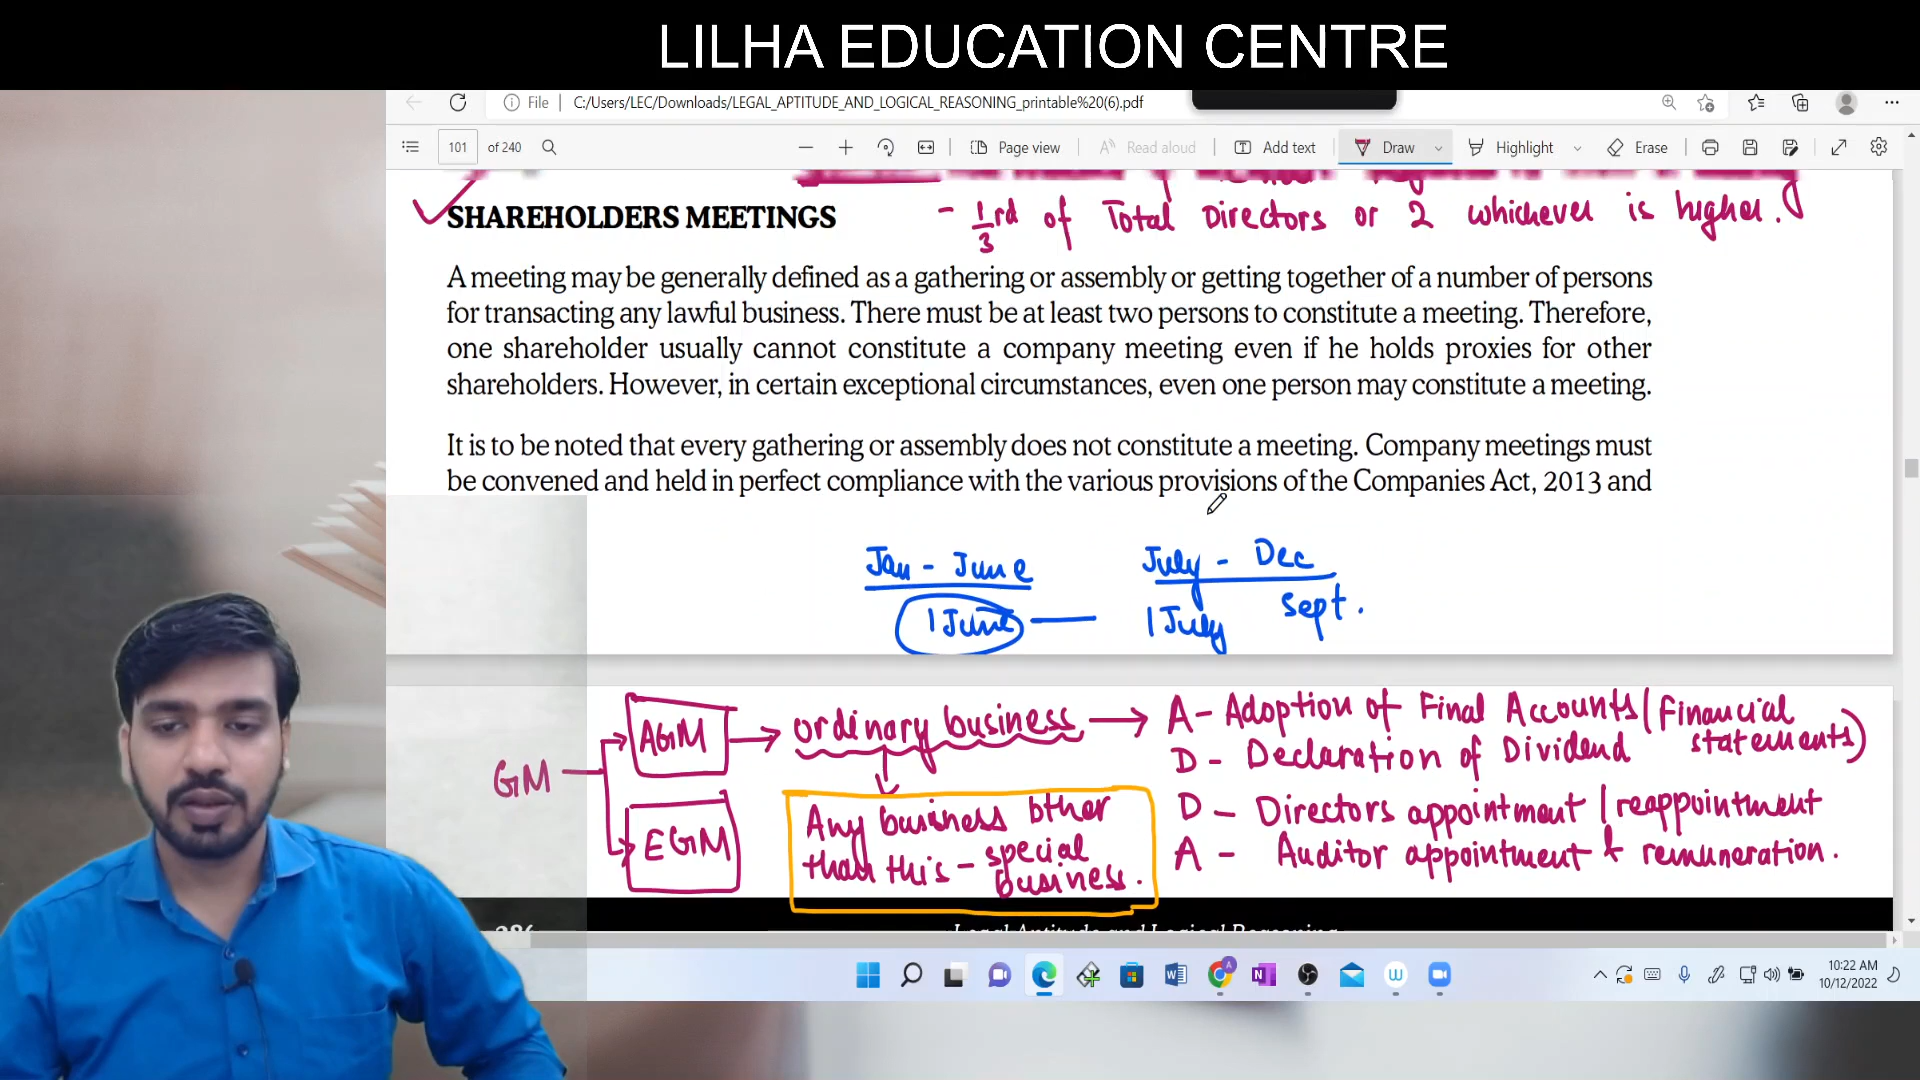 LILHA EDUCATION CENTRE
File | C:/Users/LEC/Downloads/LEGAL_APTITUDE_AND_LOGICAL_REASONING_printable%20(6).pdf
101 of 240 Page view Read aloud Add text Draw Highlight Erase
SHAREHOLDERS MEETINGS
- 1/3 rd of Total Directors or 2 whichever is higher.
A meeting may be generally defined as a gathering or assembly or getting together of a number of persons
for transacting any lawful business. There must be at least two persons to constitute a meeting. Therefore,
one shareholder usually cannot constitute a company meeting even if he holds proxies for other
shareholders. However, in certain exceptional circumstances, even one person may constitute a meeting.
It is to be noted that every gathering or assembly does not constitute a meeting. Company meetings must
be convened and held in perfect compliance with the various provisions of the Companies Act, 2013 and
Jan - June July - Dec
1 June — 1 July Sept.
GM
AGM
EGM
ordinary business
Any business other
than this - special
business.
A - Adoption of Final Accounts (Financial
statements)
D - Declaration of Dividend
D - Directors appointment / reappointment
A - Auditor appointment & remuneration.
Legal Aptitude and Logical Reasoning
10:22 AM
10/12/2022